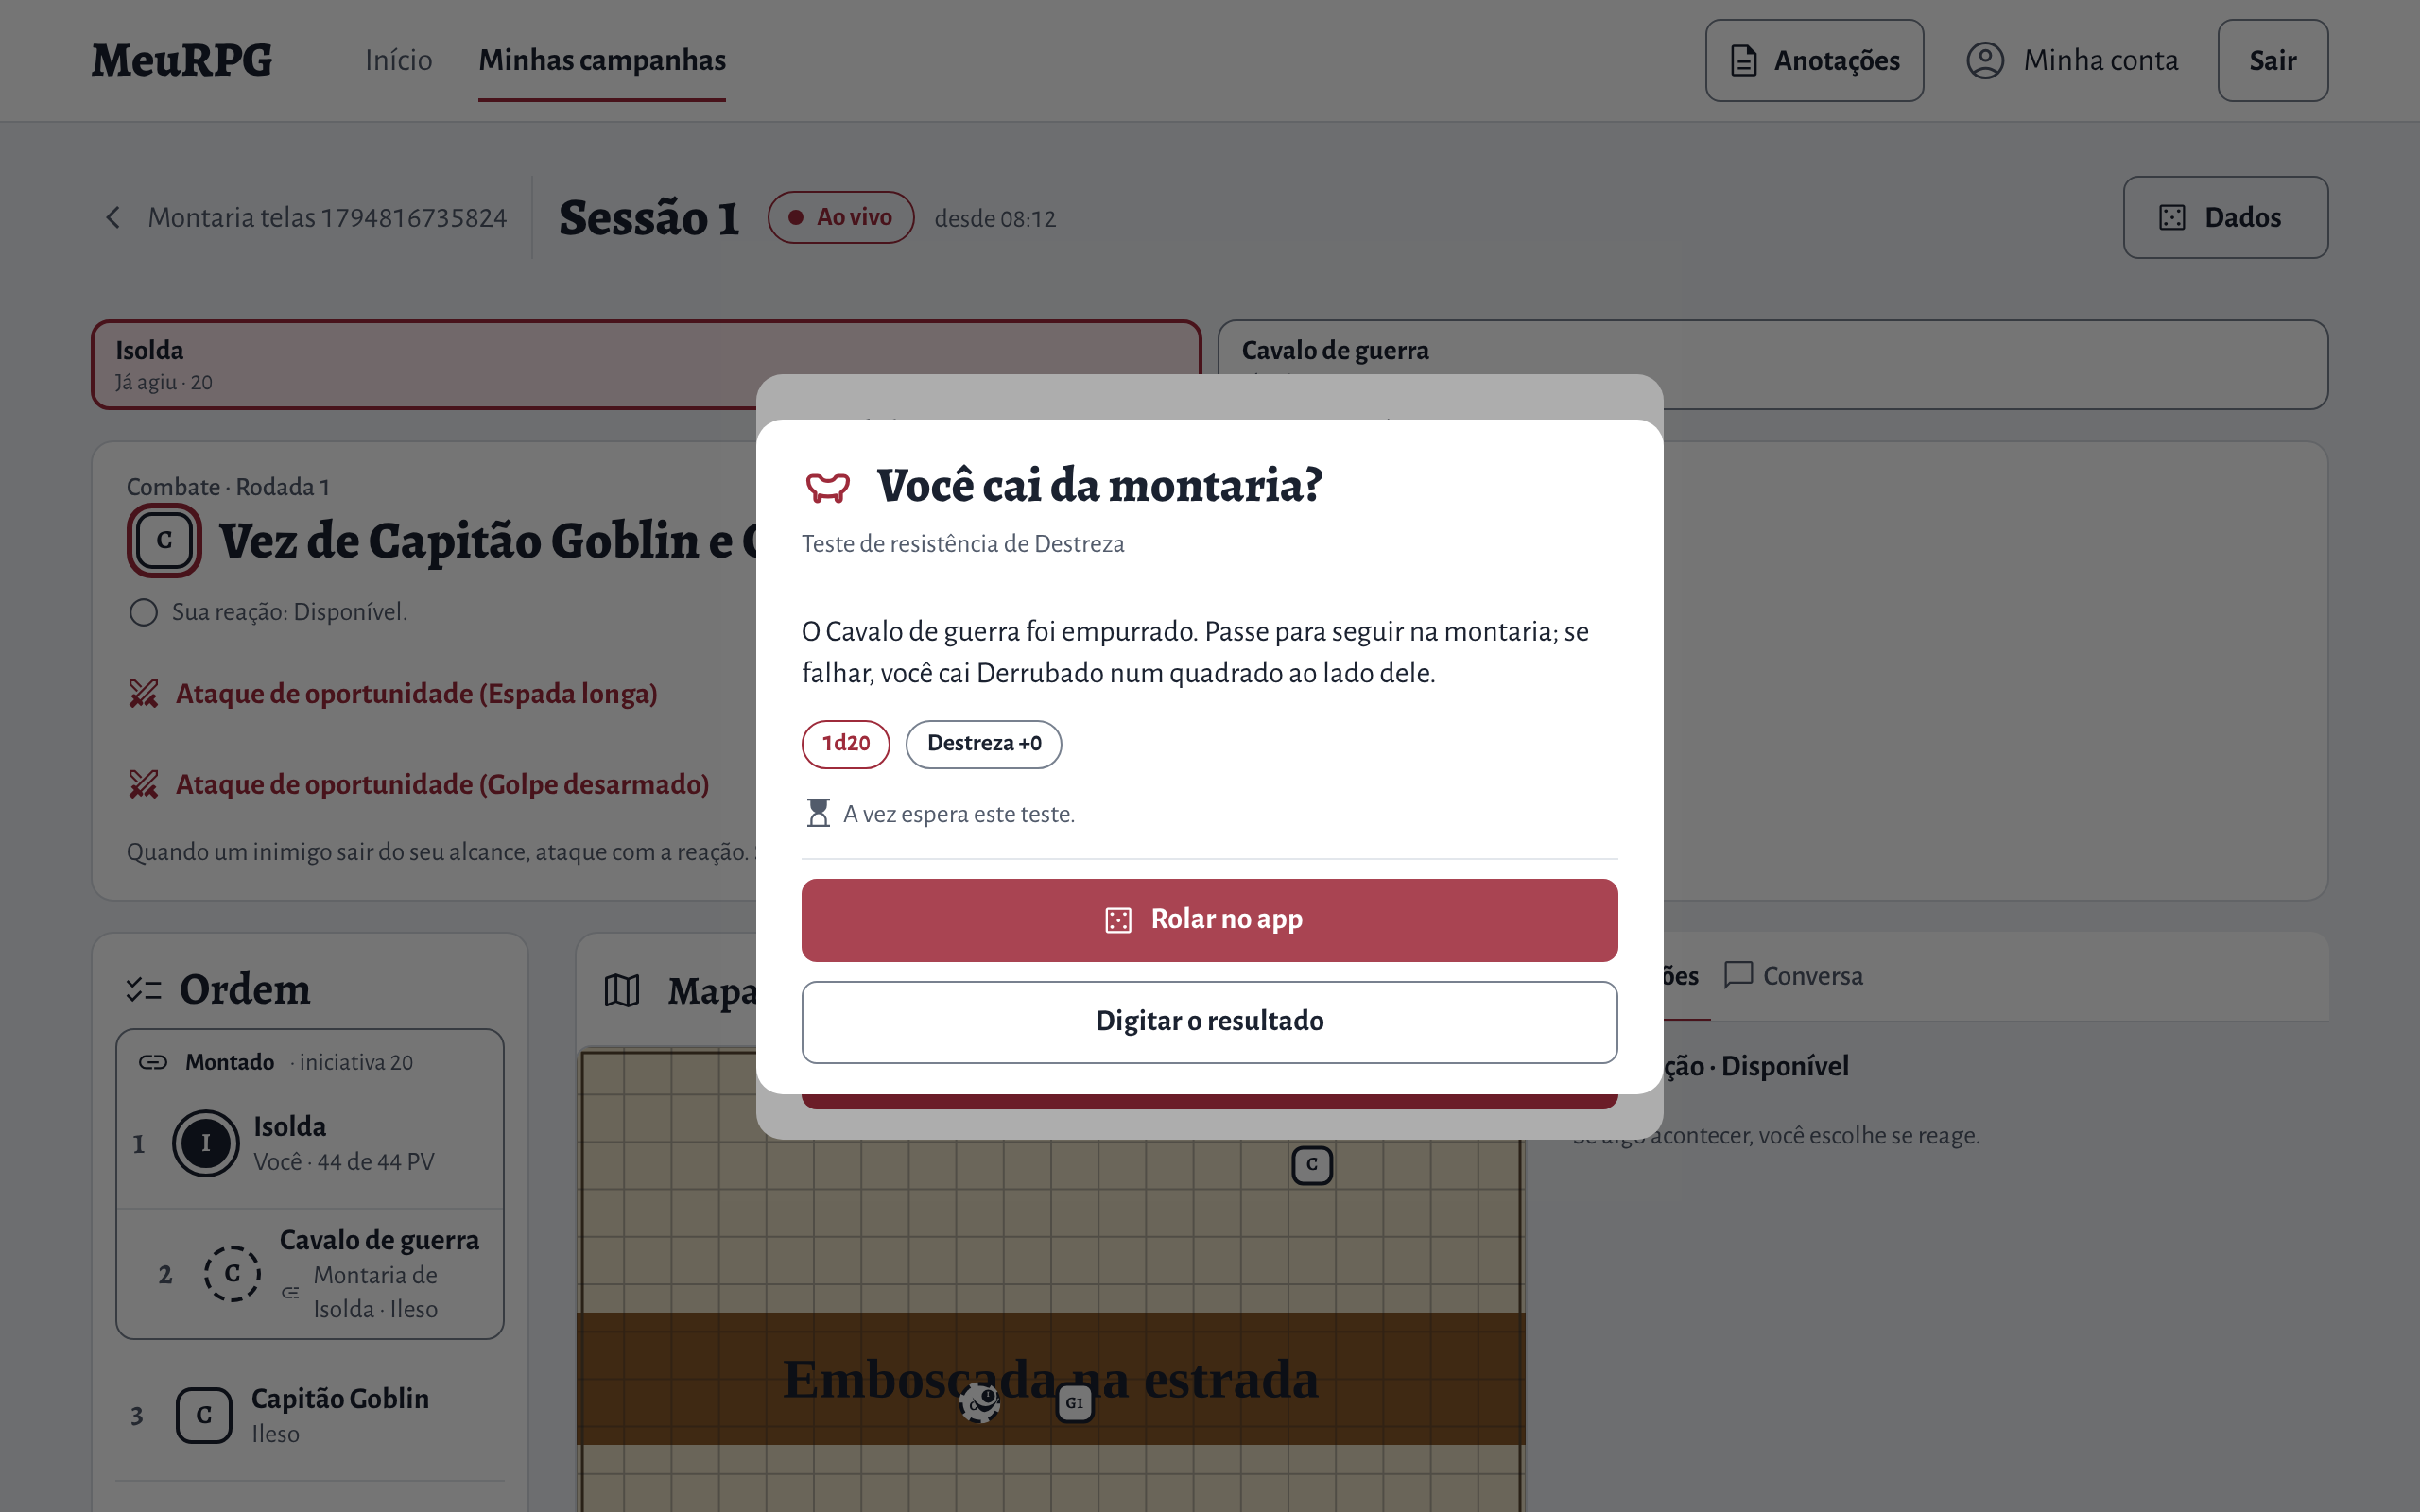 MeuRPG
Início
Minhas campanhas
Anotações
Minha conta
Sair
Montaria telas 1794816735824
Sessão 1
Ao vivo
desde 08:12
Dados
Isolda
Já agiu · 20
Cavalo de guerra
Combate · Rodada 1
C
Vez de Capitão Goblin e
Sua reação: Disponível.
Ataque de oportunidade (Espada longa)
Ataque de oportunidade (Golpe desarmado)
Quando um inimigo sair do seu alcance, ataque com a reação.
Você cai da montaria?
Teste de resistência de Destreza
O Cavalo de guerra foi empurrado. Passe para seguir na montaria; se
falhar, você cai Derrubado num quadrado ao lado dele.
1d20
Destreza +0
A vez espera este teste.
Rolar no app
Digitar o resultado
Ordem
Montado · iniciativa 20
1
I
Isolda
Você · 44 de 44 PV
2
C
Cavalo de guerra
Montaria de
Isolda · Ileso
3
C
Capitão Goblin
Ileso
Mapa
C
Emboscada na estrada
G1
Conversa
· Disponível
acontecer, você escolhe se reage.